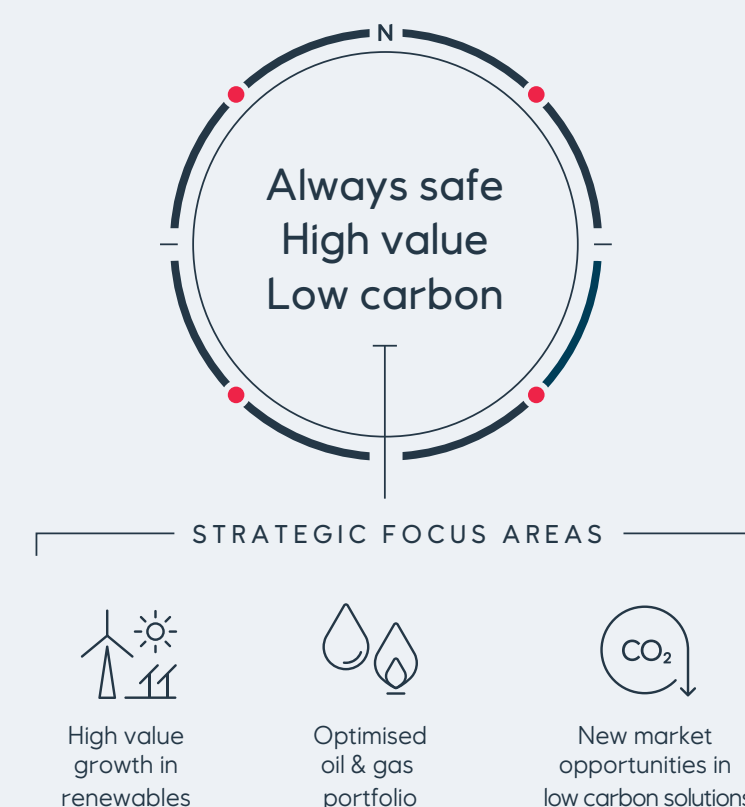 N
Always safe
High value
Low carbon
STRATEGIC FOCUS AREAS
CO₂
High value
growth in
renewables
Optimised
oil & gas
portfolio
New market
opportunities in
low carbon solutions